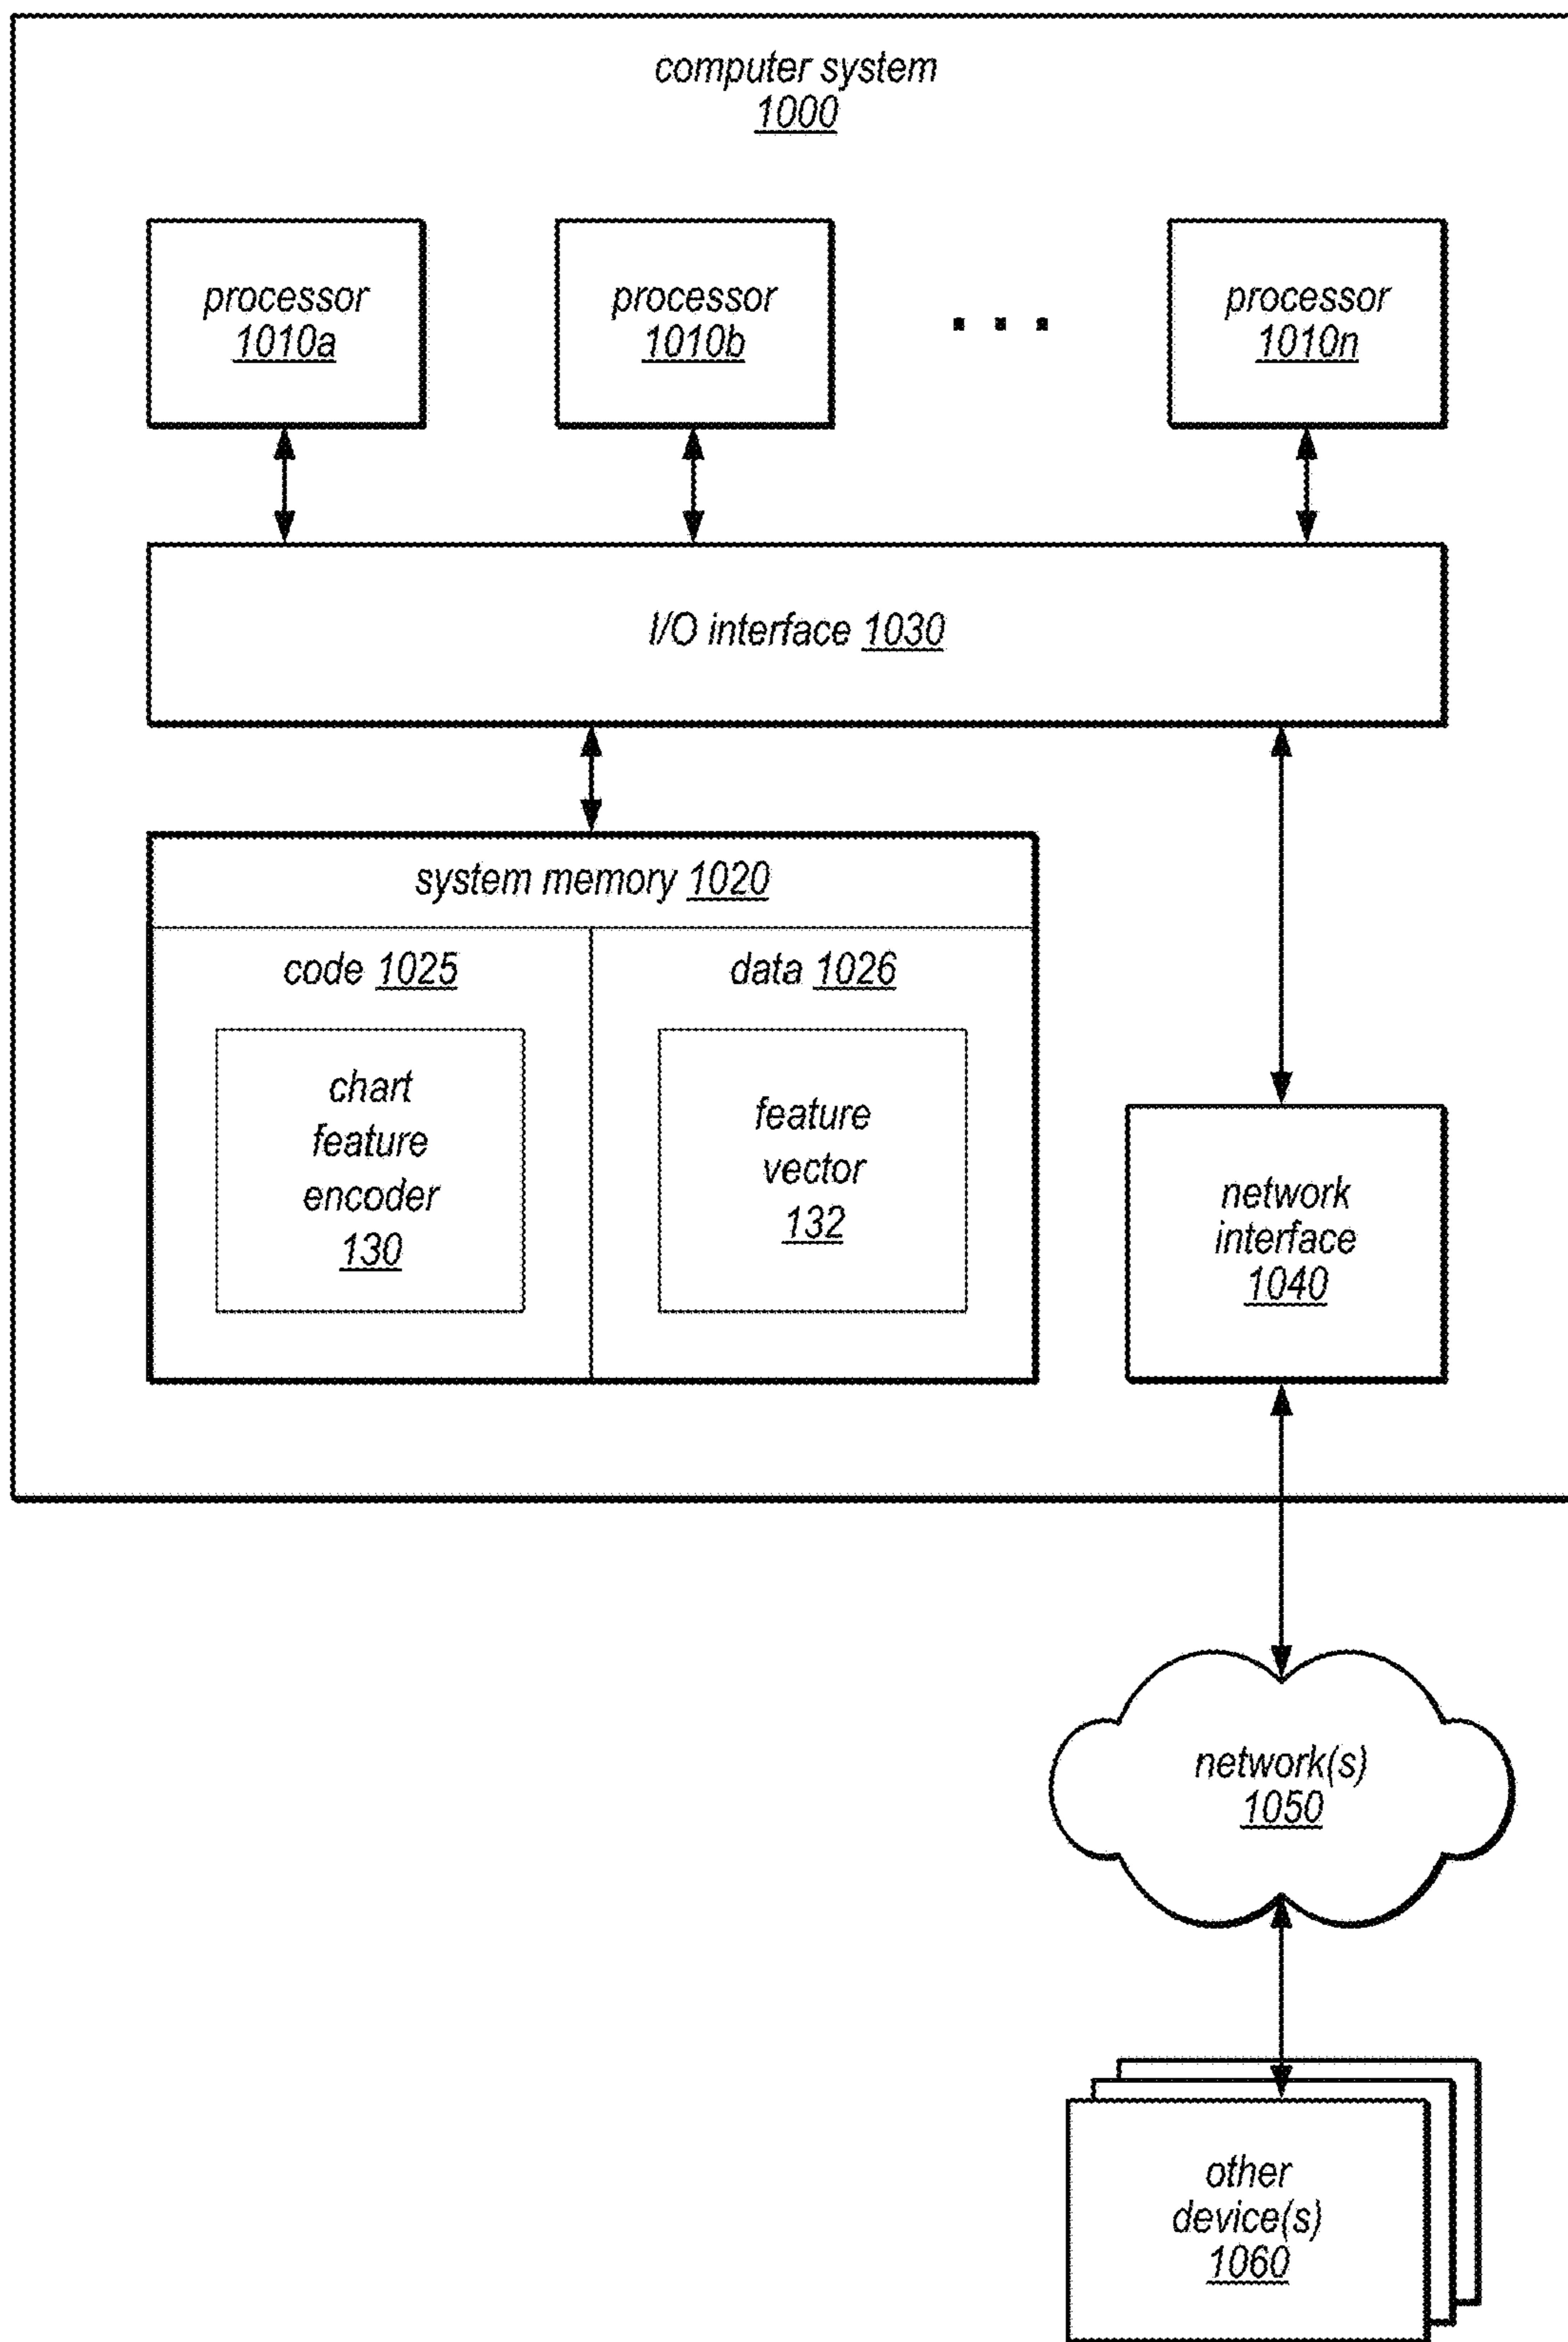 computer system
1000
processor
1010a
processor
1010b
. . .
processor
1010n
I/O interface 1030
system memory 1020
code 1025
chart
feature
encoder
130
data 1026
feature
vector
132
network
interface
1040
network(s)
1050
other
device(s)
1060